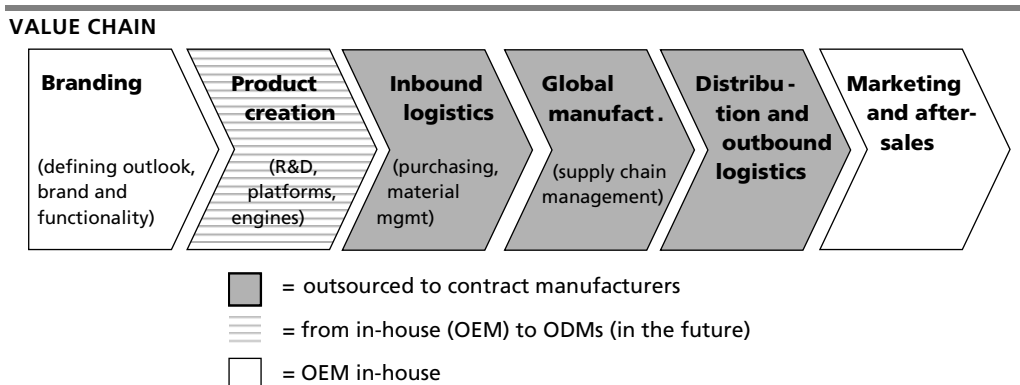 VALUE CHAIN
Branding
(defining outlook,
brand and
functionality)
Product
creation
(R&D,
platforms,
engines)
Inbound
logistics
(purchasing,
material
mgmt)
Global
manufact.
(supply chain
management)
Distribu -
tion and
outbound
logistics
Marketing
and after-
sales
= outsourced to contract manufacturers
= from in-house (OEM) to ODMs (in the future)
= OEM in-house